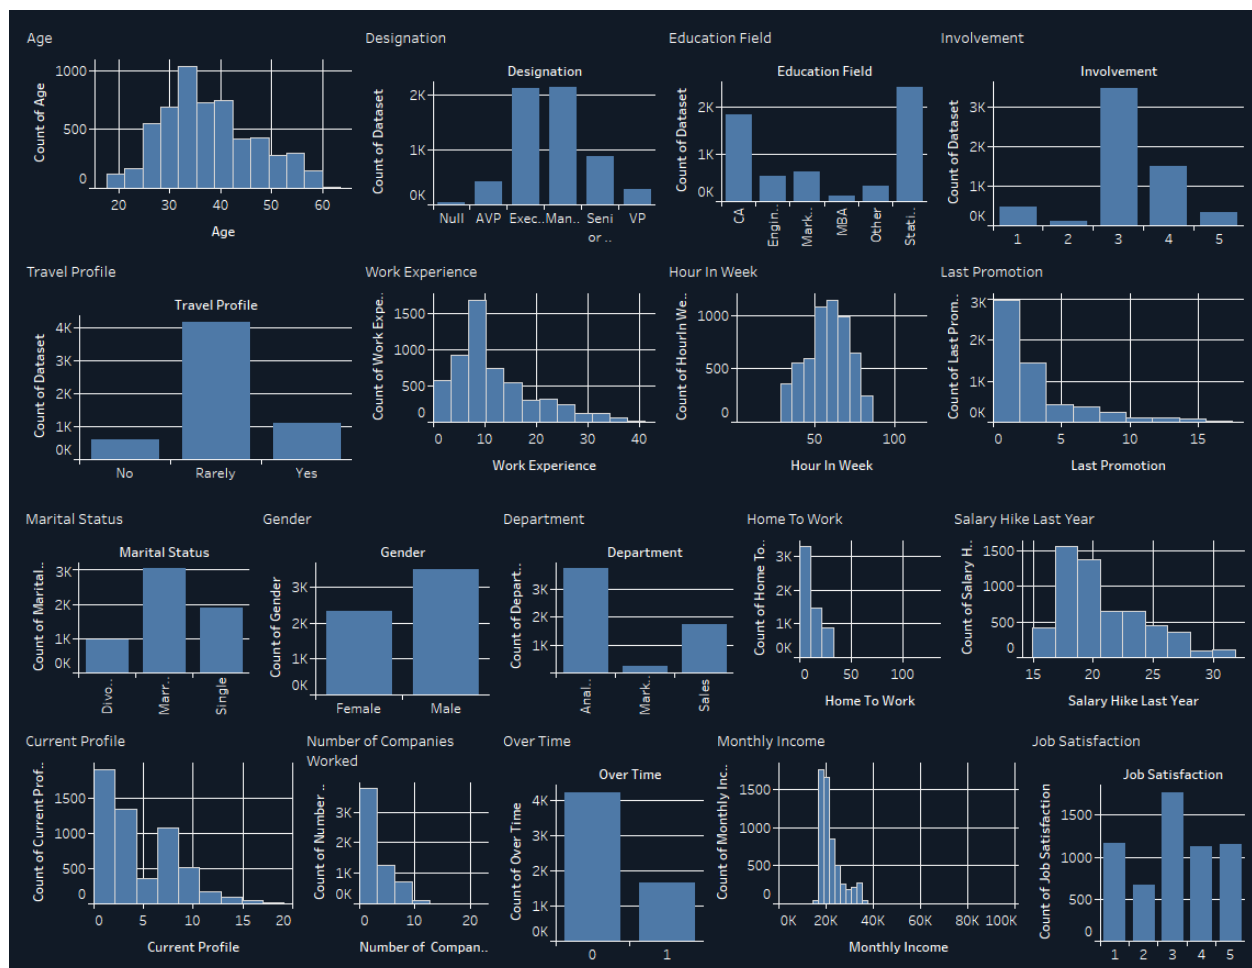 Age
Count of Age
1000
500
0
20 30 40 50 60
Age
Designation
Designation
Count of Dataset
2K
1K
0K
Null AVP Exec.. Man.. Seni or .. VP
Education Field
Education Field
Count of Dataset
2K
1K
0K
CA Engin.. Mark.. MBA Other Stati..
Involvement
Involvement
Count of Dataset
3K
2K
1K
0K
1 2 3 4 5
Travel Profile
Travel Profile
Count of Dataset
4K
3K
2K
1K
0K
No Rarely Yes
Work Experience
Count of Work Expe..
1500
1000
500
0
0 10 20 30 40
Work Experience
Hour In Week
Count of HourIn We..
1000
500
0
50 100
Hour In Week
Last Promotion
Count of Last Prom..
3K
2K
1K
0K
0 5 10 15
Last Promotion
Marital Status
Marital Status
Count of Marital..
3K
2K
1K
0K
Divo.. Marr.. Single
Gender
Gender
Count of Gender
3K
2K
1K
0K
Female Male
Department
Department
Count of Depart..
3K
2K
1K
Anal.. Mark.. Sales
Home To Work
Count of Home To..
3K
2K
1K
0K
0 50 100
Home To Work
Salary Hike Last Year
Count of Salary H..
1500
1000
500
0
15 20 25 30
Salary Hike Last Year
Current Profile
Count of Current Prof..
1500
1000
500
0
0 5 10 15 20
Current Profile
Number of Companies
Worked
Count of Number ..
3K
2K
1K
0K
0 10 20
Number of Compan..
Over Time
Over Time
Count of Over Time
4K
3K
2K
1K
0K
0 1
Monthly Income
Count of Monthly Inc..
1500
1000
500
0
0K 20K 40K 60K 80K 100K
Monthly Income
Job Satisfaction
Job Satisfaction
Count of Job Satisfaction
1500
1000
500
0
1 2 3 4 5